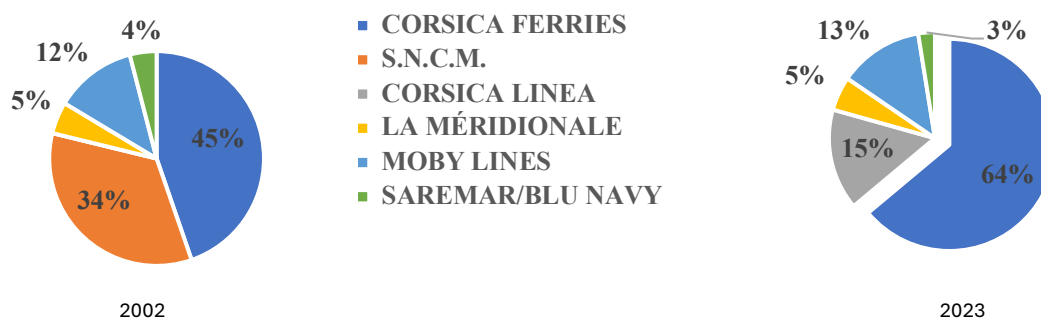 4%
12%
5%
45%
34%
2002
CORSICA FERRIES
S.N.C.M.
CORSICA LINEA
LA MÉRIDIONALE
MOBY LINES
SAREMAR/BLU NAVY
13%
3%
5%
15%
64%
2023